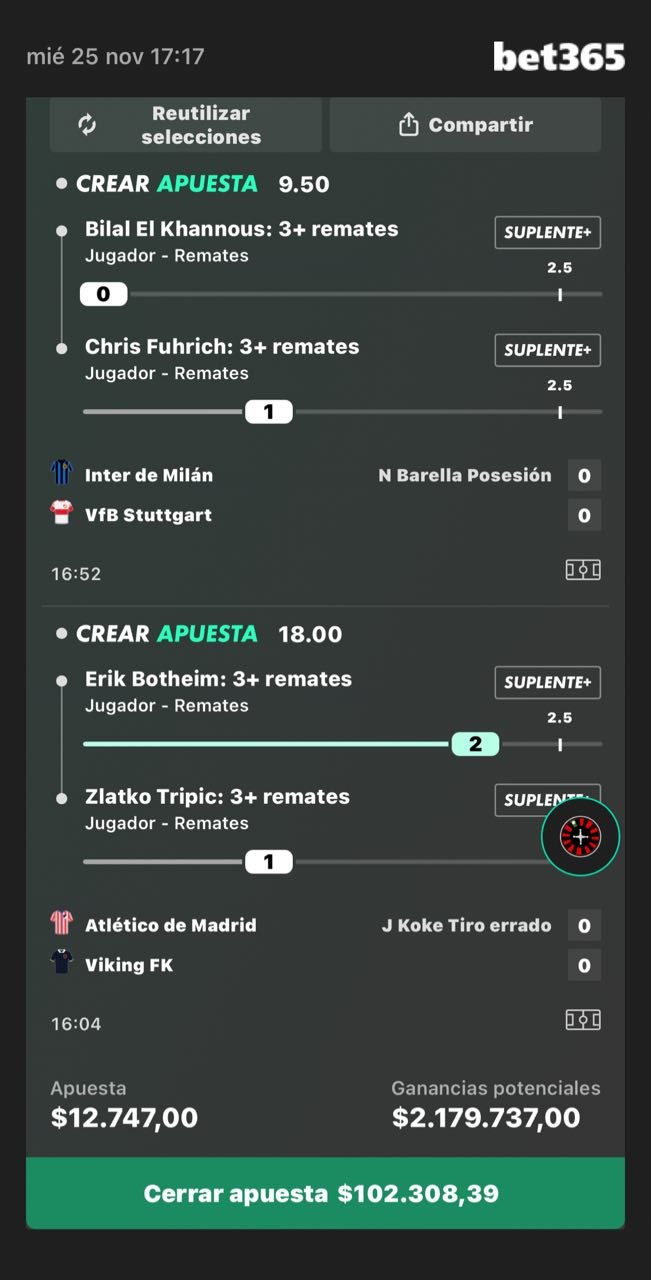 mié 25 nov 17:17
bet365
Reutilizar
selecciones
Compartir
CREAR APUESTA 9.50
Bilal El Khannous: 3+ remates
SUPLENTE+
Jugador - Remates
2.5
0
Chris Fuhrich: 3+ remates
SUPLENTE+
Jugador - Remates
2.5
1
Inter de Milán N Barella Posesión 0
VfB Stuttgart 0
16:52
CREAR APUESTA 18.00
Erik Botheim: 3+ remates
SUPLENTE+
Jugador - Remates
2.5
2
Zlatko Tripic: 3+ remates
Jugador - Remates
1
Atlético de Madrid J Koke Tiro errado 0
Viking FK 0
16:04
Apuesta Ganancias potenciales
$12.747,00 $2.179.737,00
Cerrar apuesta $102.308,39